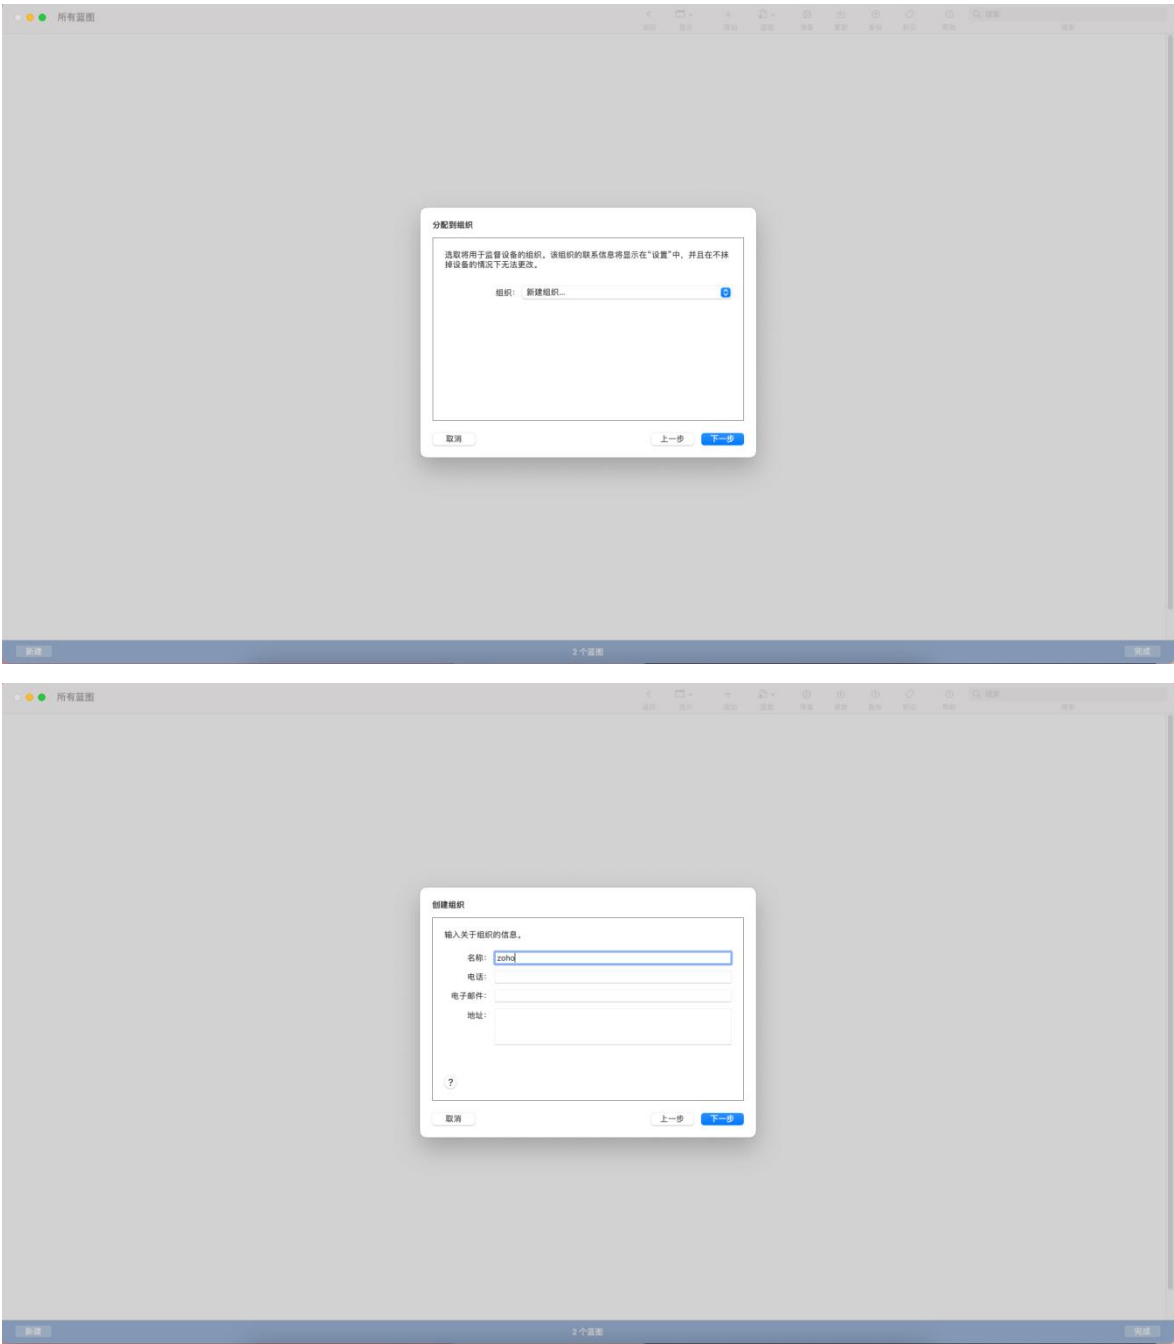 所有蓝图
分配到组织
选取将用于监督设备的组织。该组织的联系信息将显示在“设置”中，并且在不抹
掉设备的情况下无法更改。
组织： 新建组织...
取消 上一步 下一步
新建 2个蓝图 完成
所有蓝图
创建组织
输入关于组织的信息。
名称： zoho
电话：
电子邮件：
地址：
?
取消 上一步 下一步
新建 2个蓝图 完成